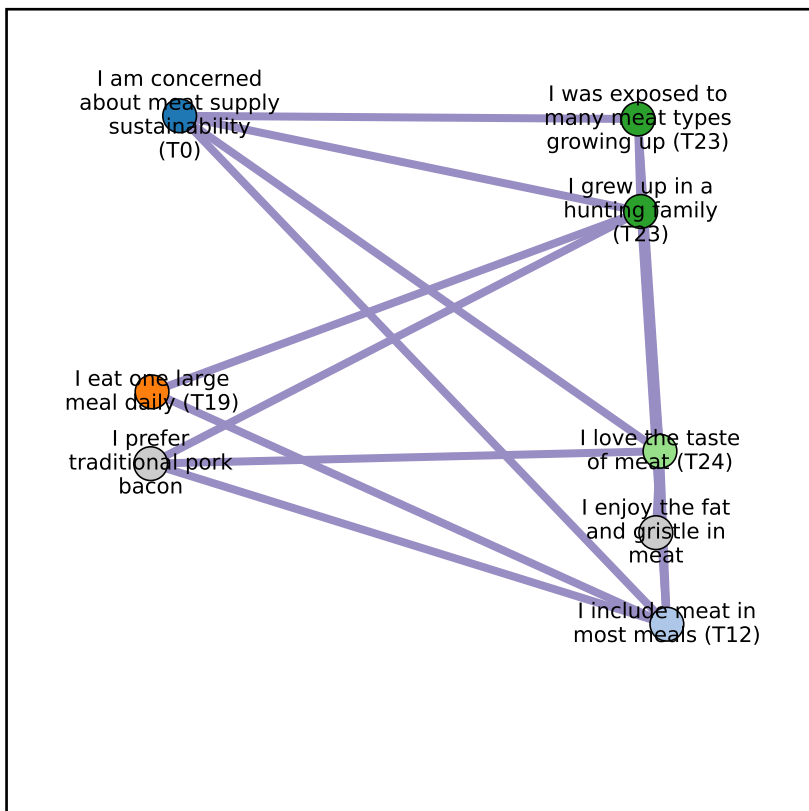 I am concerned
about meat supply
sustainability
(T0)
I was exposed to
many meat types
growing up (T23)
I grew up in a
hunting family
(T23)
I eat one large
meal daily (T19)
I prefer
traditional pork
bacon
I love the taste
of meat (T24)
I enjoy the fat
and gristle in
meat
I include meat in
most meals (T12)